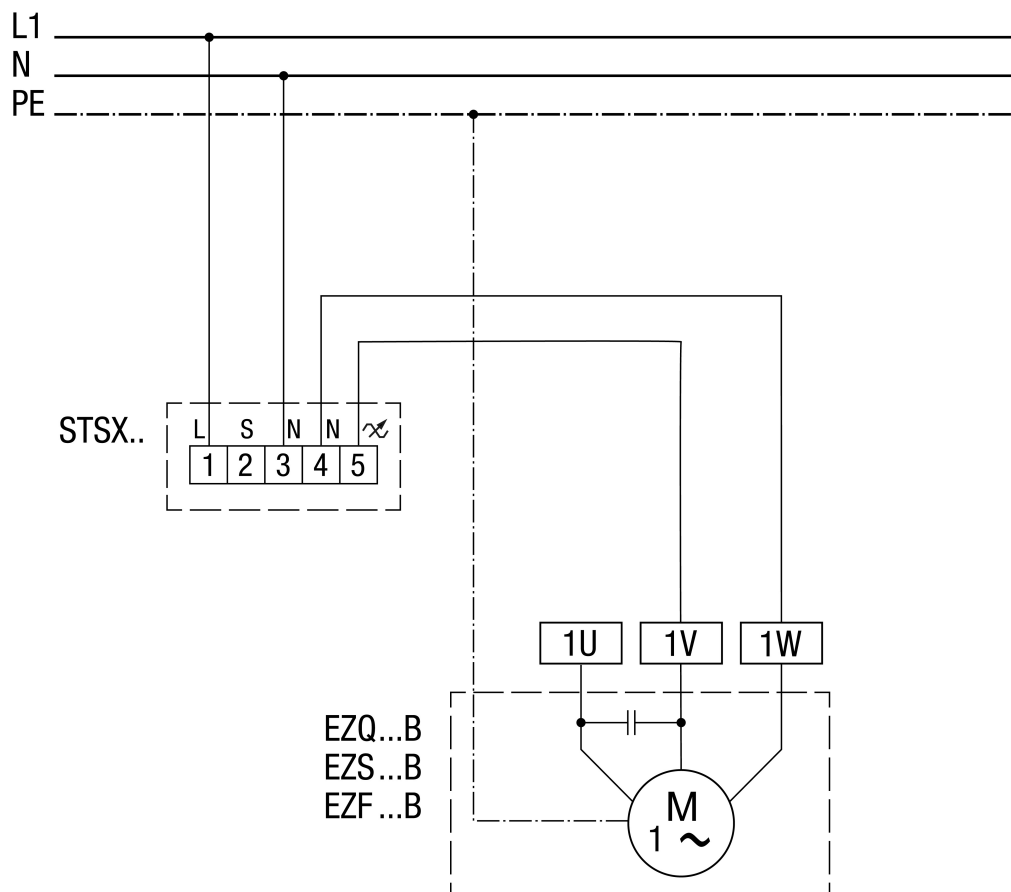 L1
N
PE
STSX..
L S N N
1 2 3 4 5
1U 1V 1W
EZQ...B
EZS...B
EZF...B
M
1 ~